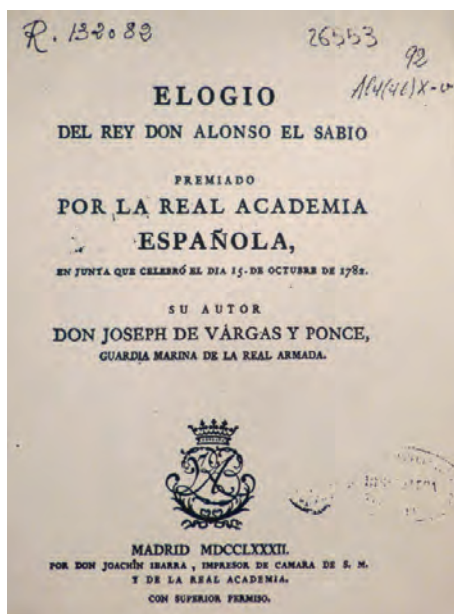 R. 132082
26553
92
ELOGIO
DEL REY DON ALONSO EL SABIO
PREMIADO
POR LA REAL ACADEMIA
ESPAÑOLA,
EN JUNTA QUE CELEBRÓ EL DIA 15. DE OCTUBRE DE 1782.
SU AUTOR
DON JOSEPH DE VÁRGAS Y PONCE,
GUARDIA MARINA DE LA REAL ARMADA.
MADRID MDCCLXXXII.
POR DON JOACHÎN IBARRA, IMPRESOR DE CAMARA DE S. M.
Y DE LA REAL ACADEMIA.
CON SUPERIOR PERMISO.